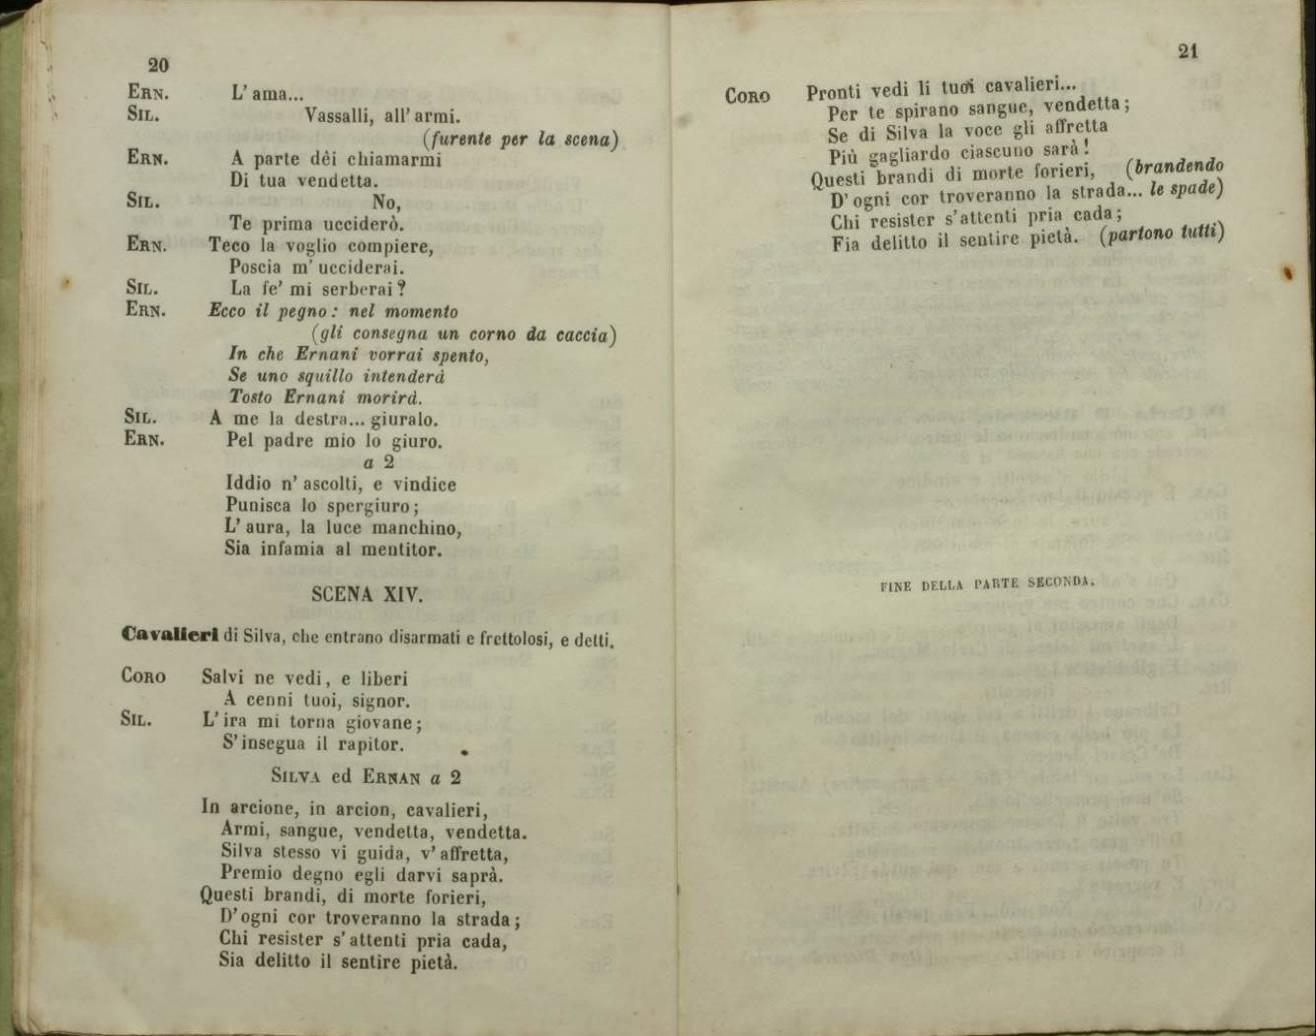 20
ERN. L' ama...
SIL. Vassalli, all' armi.
(furente per la scena)
ERN. A parte dèi chiamarmi
Di tua vendetta.
SIL. No,
Te prima ucciderò.
ERN. Teco la voglio compiere,
Poscia m' ucciderai.
SIL. La fe' mi serberai?
ERN. Ecco il pegno: nel momento
(gli consegna un corno da caccia)
In che Ernani vorrai spento,
Se uno squillo intenderà
Tosto Ernani morirà.
SIL. A me la destra... giuralo.
ERN. Pel padre mio lo giuro.
a 2
Iddio n' ascolti, e vindice
Punisca lo spergiuro;
L' aura, la luce manchino,
Sia infamia al mentitor.
SCENA XIV.
Cavalieri di Silva, che entrano disarmati e frettolosi, e detti.
CORO Salvi ne vedi, e liberi
A cenni tuoi, signor.
SIL. L' ira mi torna giovane;
S' insegua il rapitor.
SILVA ed ERNAN a 2
In arcione, in arcion, cavalieri,
Armi, sangue, vendetta, vendetta.
Silva stesso vi guida, v' affretta,
Premio degno egli darvi saprà.
Questi brandi, di morte forieri,
D' ogni cor troveranno la strada;
Chi resister s' attenti pria cada,
Sia delitto il sentire pietà.
21
CORO Pronti vedi li tuoi cavalieri...
Per te spirano sangue, vendetta;
Se di Silva la voce gli affretta
Più gagliardo ciascuno sarà!
Questi brandi di morte forieri, (brandendo
D' ogni cor troveranno la strada... le spade)
Chi resister s' attenti pria cada;
Fia delitto il sentire pietà. (partono tutti)
FINE DELLA PARTE SECONDA.